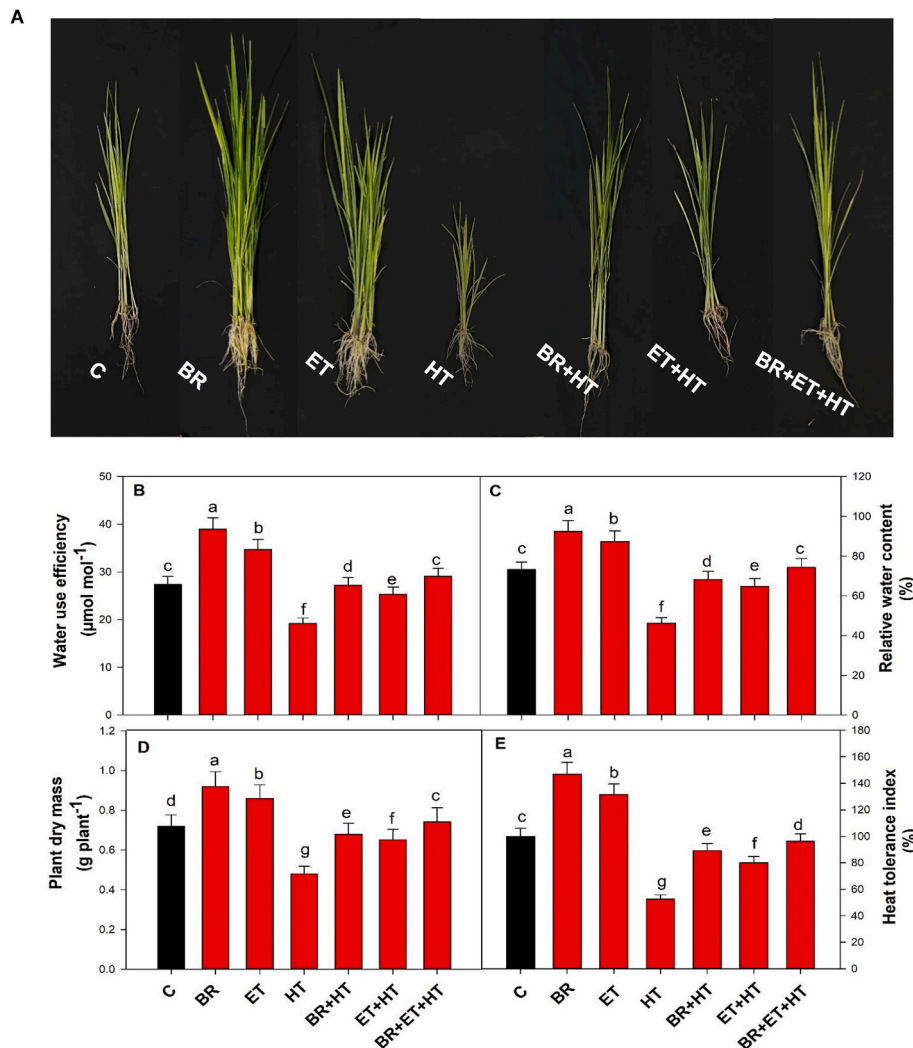 A
C
BR
ET
HT
BR+HT
ET+HT
BR+ET+HT
B
Water use efficiency
(µmol mol⁻¹)
50
40
30
20
10
0
c
a
b
f
d
e
c
C
Relative water content
(%)
120
100
80
60
40
20
0
c
a
b
f
d
e
c
D
Plant dry mass
(g plant⁻¹)
1.2
1.0
0.8
0.6
0.4
0.2
0.0
d
a
b
g
e
f
c
C
BR
ET
HT
BR+HT
ET+HT
BR+ET+HT
E
Heat tolerance index
(%)
180
160
140
120
100
80
60
40
20
0
c
a
b
g
e
f
d
C
BR
ET
HT
BR+HT
ET+HT
BR+ET+HT